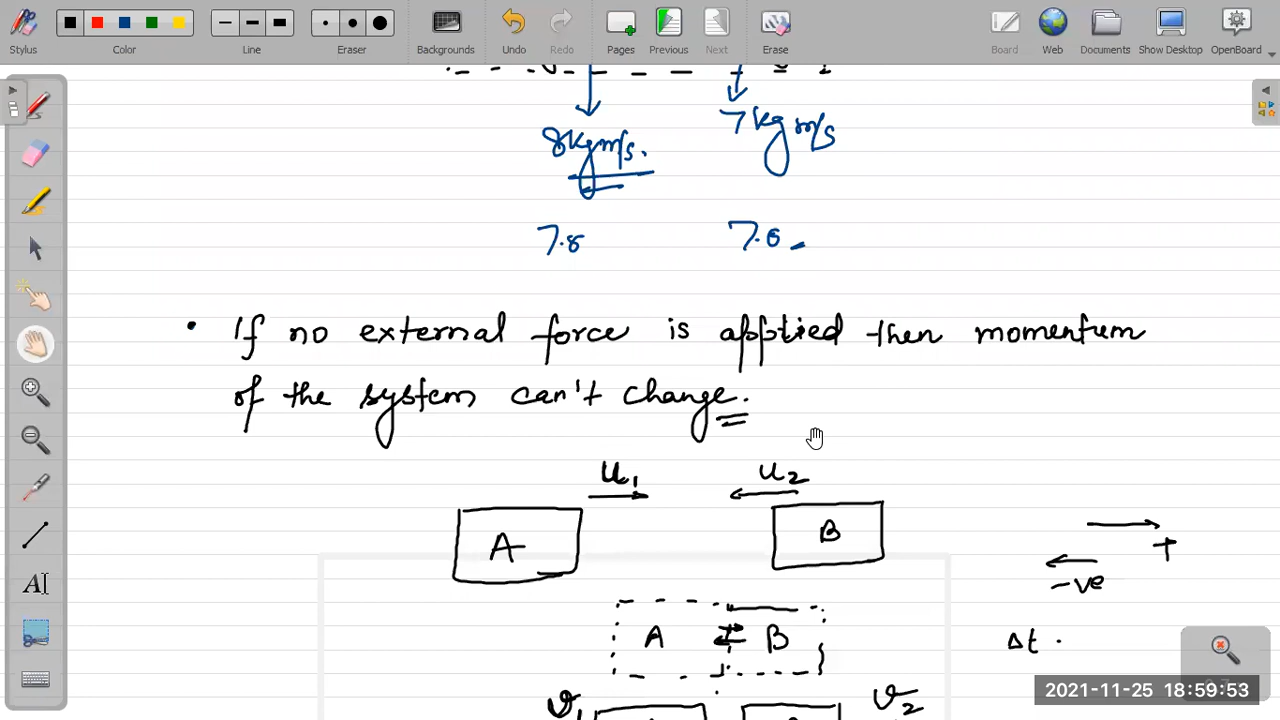 Stylus Color Line Eraser Backgrounds Undo Redo Pages Previous Next Erase Board Web Documents Show Desktop OpenBoard
8kgm/s. 7kg m/s
7.8 7.8
• If no external force is applied then momentum
of the system can't change.
u1 u2
A B
+
-ve
A B
Δt
v1 v2
2021-11-25 18:59:53